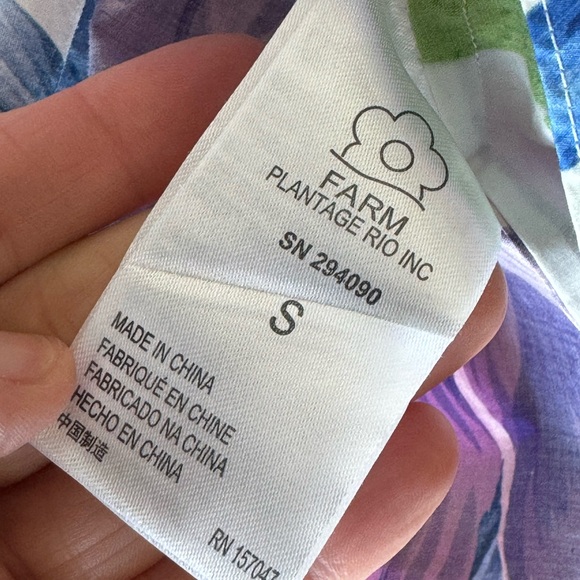 FARM
PLANTAGE RIO INC
SN 294090
S
MADE IN CHINA
FABRIQUÉ EN CHINE
FABRICADO NA CHINA
HECHO EN CHINA
中国制造
RN 157047